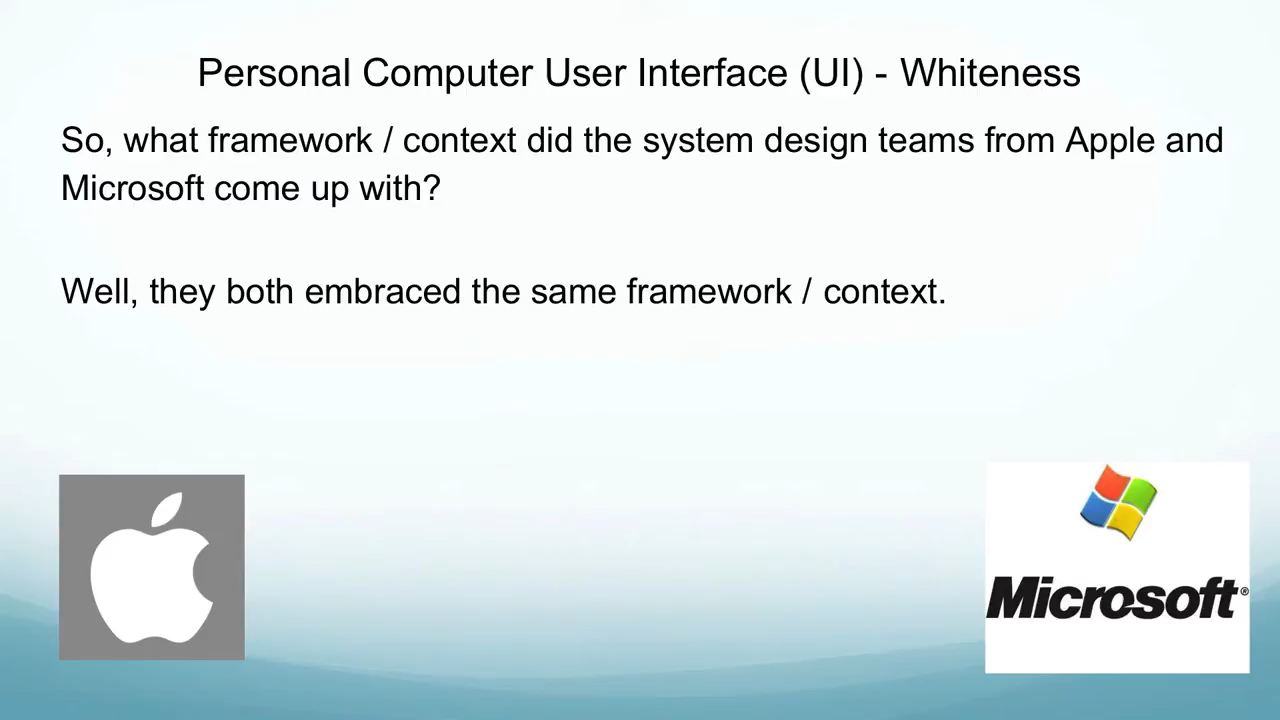 Personal Computer User Interface (UI) - Whiteness
So, what framework / context did the system design teams from Apple and
Microsoft come up with?
Well, they both embraced the same framework / context.
Microsoft®